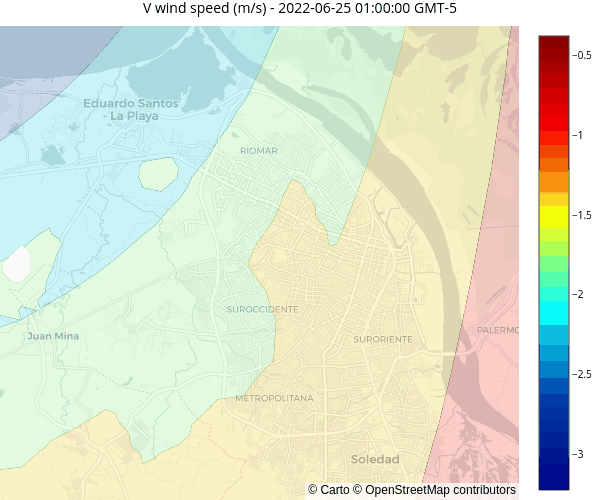 V wind speed (m/s) - 2022-06-25 01:00:00 GMT-5
Eduardo Santos
- La Playa
RIOMAR
SUROCCIDENTE
Juan Mina
SURORIENTE
PALERMO
METROPOLITANA
Soledad
© Carto © OpenStreetMap contributors
−0.5
−1
−1.5
−2
−2.5
−3